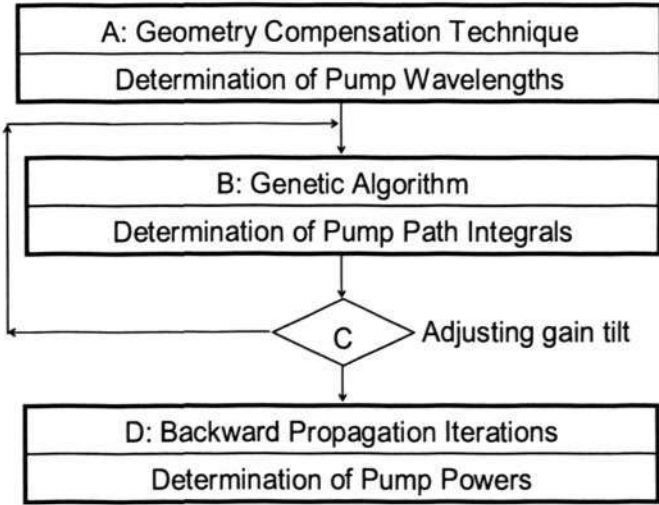 A: Geometry Compensation Technique
Determination of Pump Wavelengths
B: Genetic Algorithm
Determination of Pump Path Integrals
C
Adjusting gain tilt
D: Backward Propagation Iterations
Determination of Pump Powers